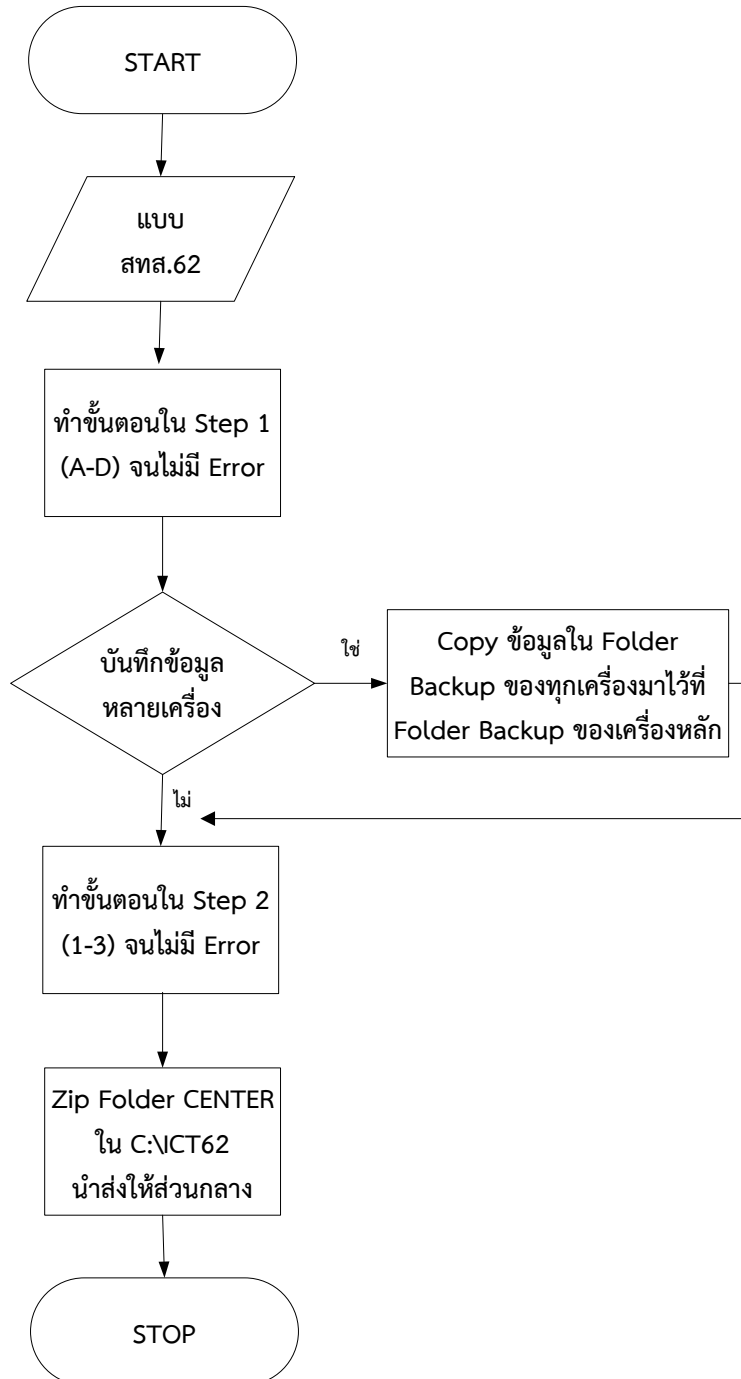 START
แบบ
สทส.62
ทำขั้นตอนใน Step 1
(A-D) จนไม่มี Error
บันทึกข้อมูล
หลายเครื่อง
ใช่
Copy ข้อมูลใน Folder
Backup ของทุกเครื่องมาไว้ที่
Folder Backup ของเครื่องหลัก
ไม่
ทำขั้นตอนใน Step 2
(1-3) จนไม่มี Error
Zip Folder CENTER
ใน C:\ICT62
นำส่งให้ส่วนกลาง
STOP